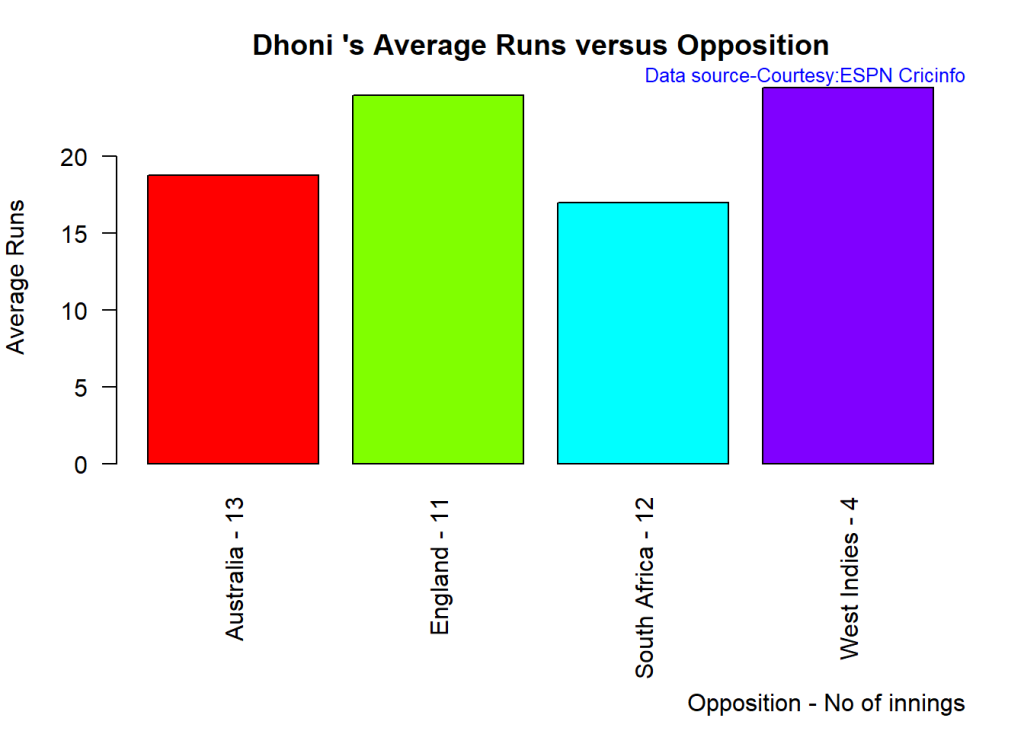 Dhoni 's Average Runs versus Opposition
Data source-Courtesy:ESPN Cricinfo
Average Runs
20
15
10
5
0
Australia - 13
England - 11
South Africa - 12
West Indies - 4
Opposition - No of innings